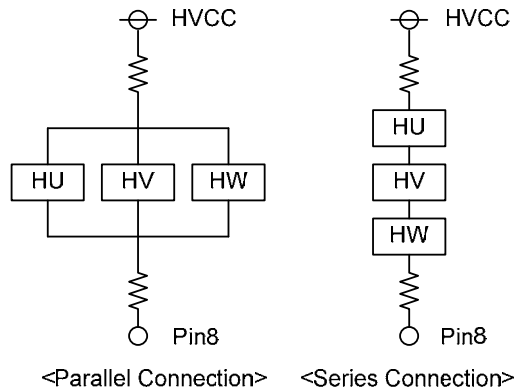 HVCC
HU HV HW
Pin8
<Parallel Connection>
HVCC
HU
HV
HW
Pin8
<Series Connection>